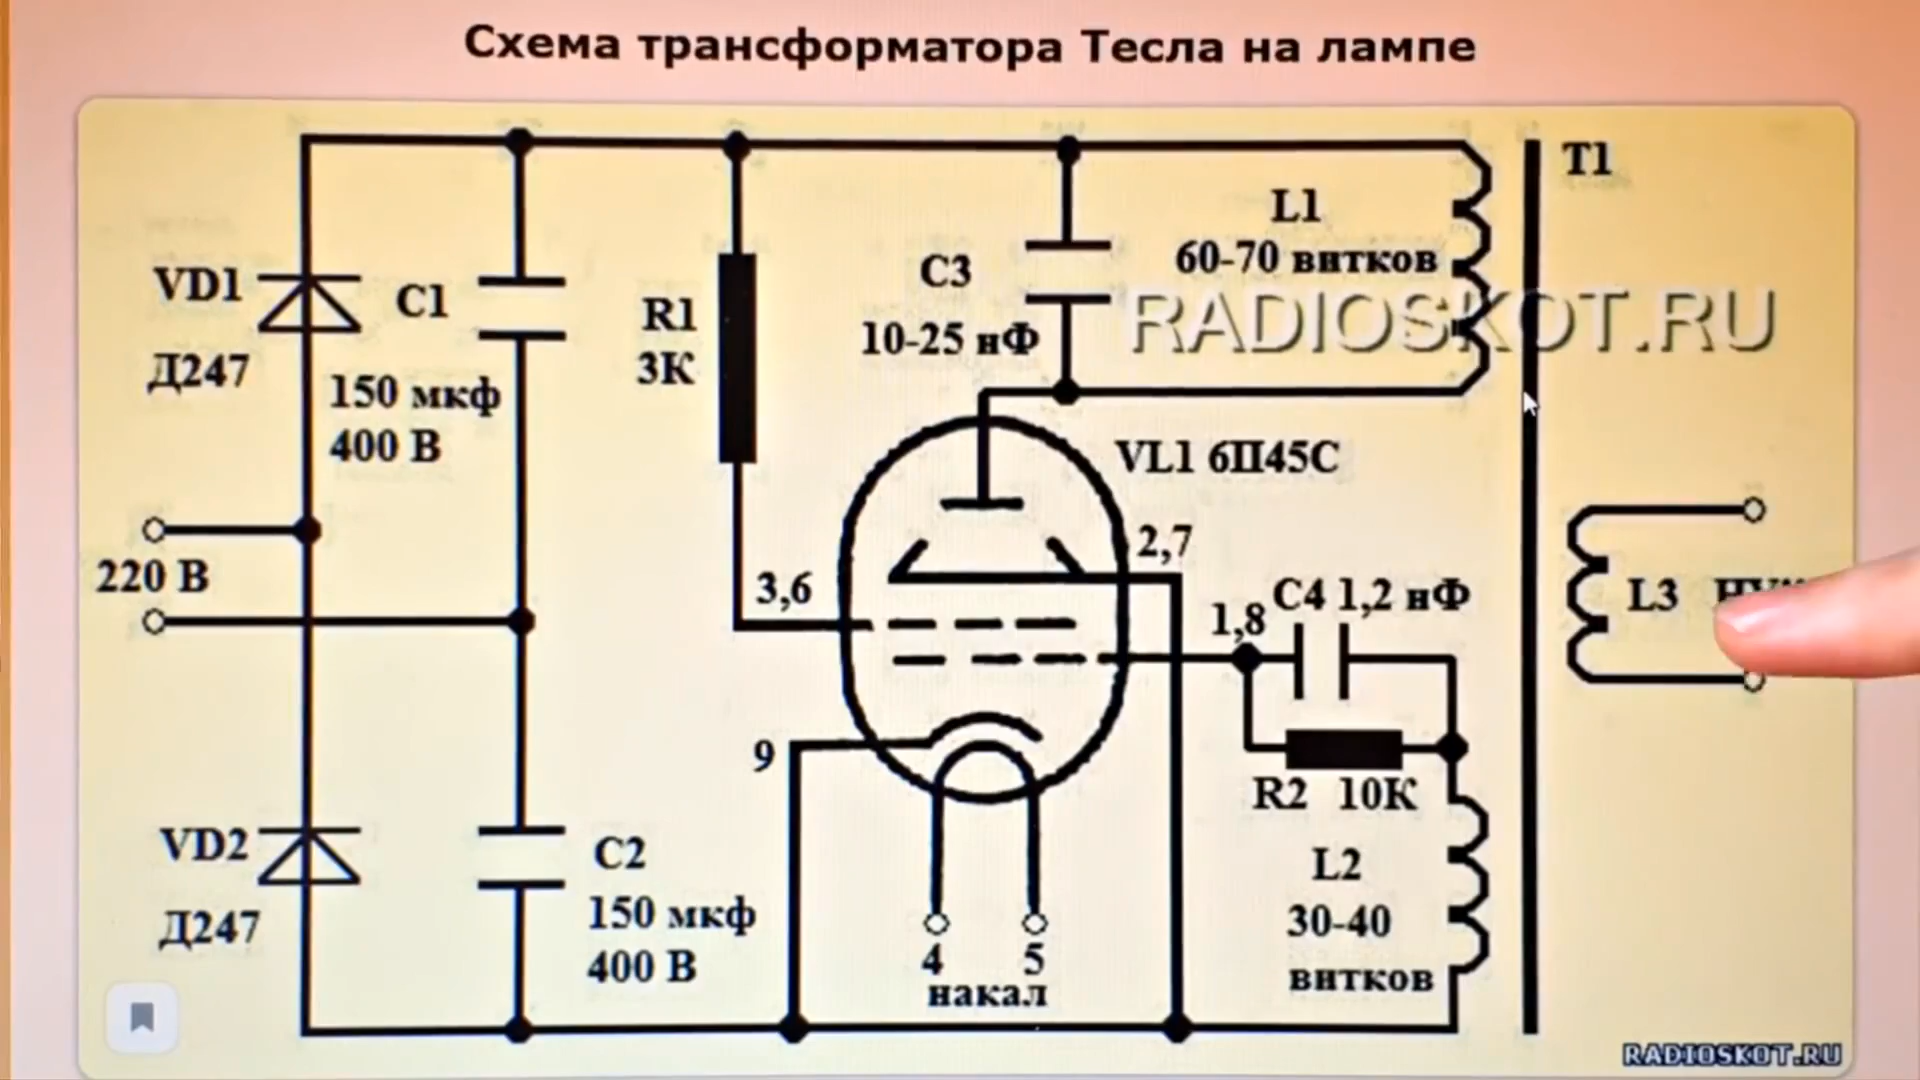 Схема трансформатора Тесла на лампе
T1
L1
60-70 витков
VD1
C1
C3
R1
3К
10-25 нФ
RADIOSKOT.RU
Д247
150 мкф
400 В
VL1 6П45С
2,7
220 В
3,6
1,8
C4 1,2 нФ
L3
9
R2 10К
VD2
C2
L2
Д247
150 мкф
400 В
30-40
витков
4
5
накал
RADIOSKOT.RU